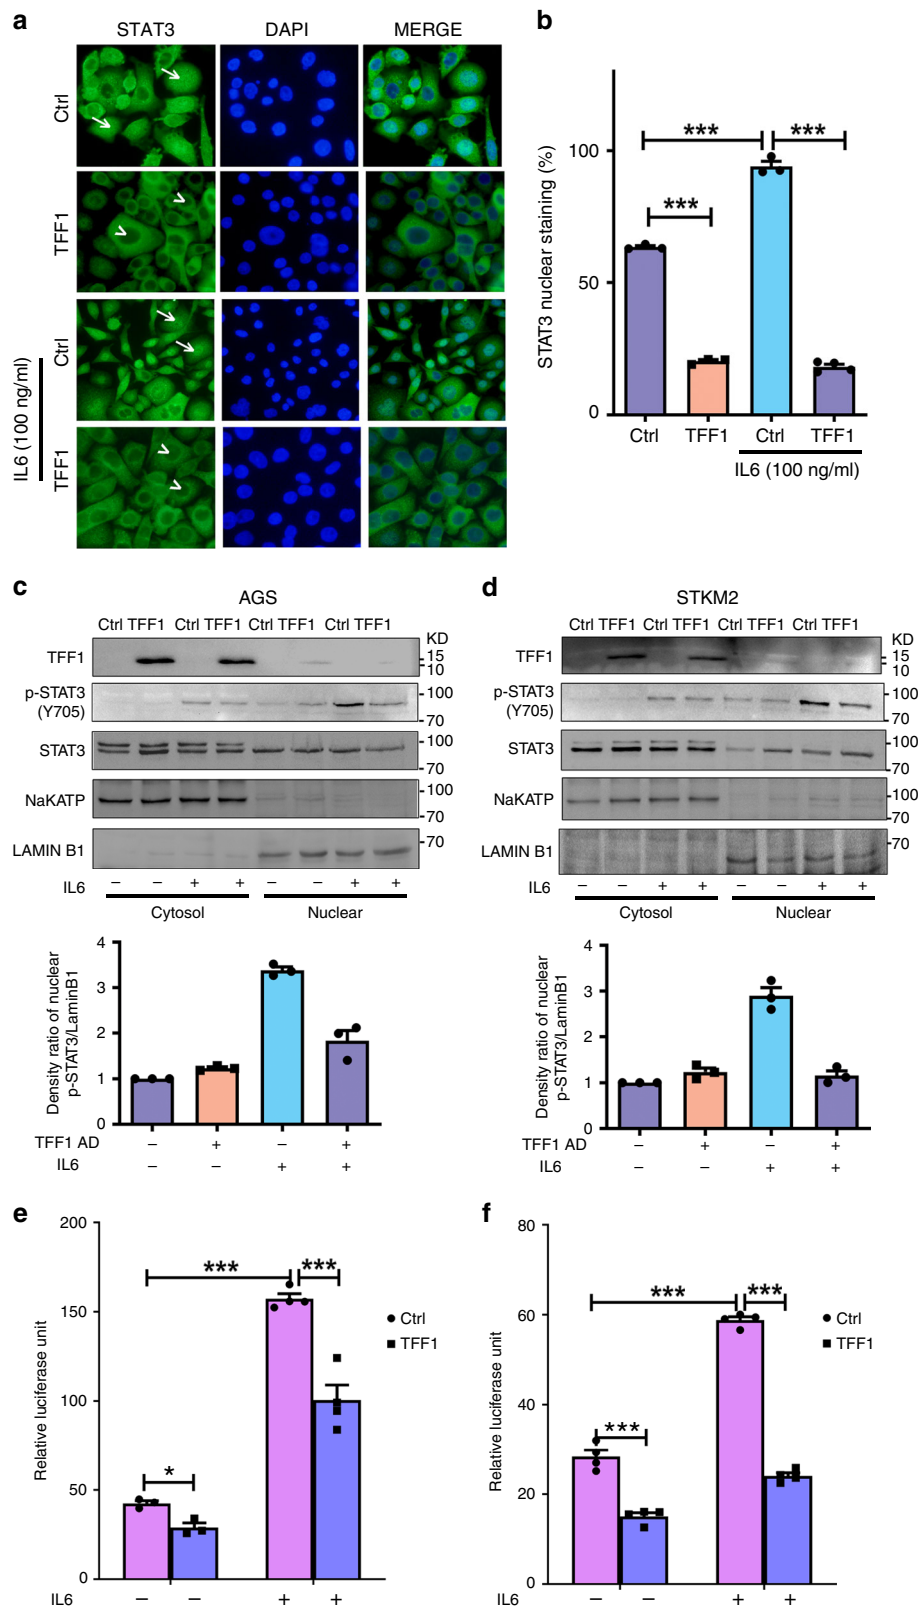 a
STAT3 DAPI MERGE
Ctrl
TFF1
Ctrl
TFF1
IL6 (100 ng/ml)
b
STAT3 nuclear staining (%)
100
50
0
*** ***
***
Ctrl TFF1 Ctrl TFF1
IL6 (100 ng/ml)
c
AGS
Ctrl TFF1 Ctrl TFF1 Ctrl TFF1 Ctrl TFF1
KD
TFF1 15
10
p-STAT3 100
(Y705) 70
STAT3 100
70
NaKATP 100
70
LAMIN B1 70
IL6 – – + + – – + +
Cytosol Nuclear
Density ratio of nuclear
p-STAT3/LaminB1
4
3
2
1
0
TFF1 AD – + – +
IL6 – – + +
d
STKM2
Ctrl TFF1 Ctrl TFF1 Ctrl TFF1 Ctrl TFF1
KD
TFF1 15
10
p-STAT3 100
(Y705) 70
STAT3 100
70
NaKATP 100
70
LAMIN B1 70
IL6 – – + + – – + +
Cytosol Nuclear
Density ratio of nuclear
p-STAT3/LaminB1
4
3
2
1
0
TFF1 AD – + – +
IL6 – – + +
e
Relative luciferase unit
200
150
100
50
0
*** ***
*
Ctrl
TFF1
IL6 – – + +
f
Relative luciferase unit
80
60
40
20
0
*** ***
***
Ctrl
TFF1
IL6 – – + +